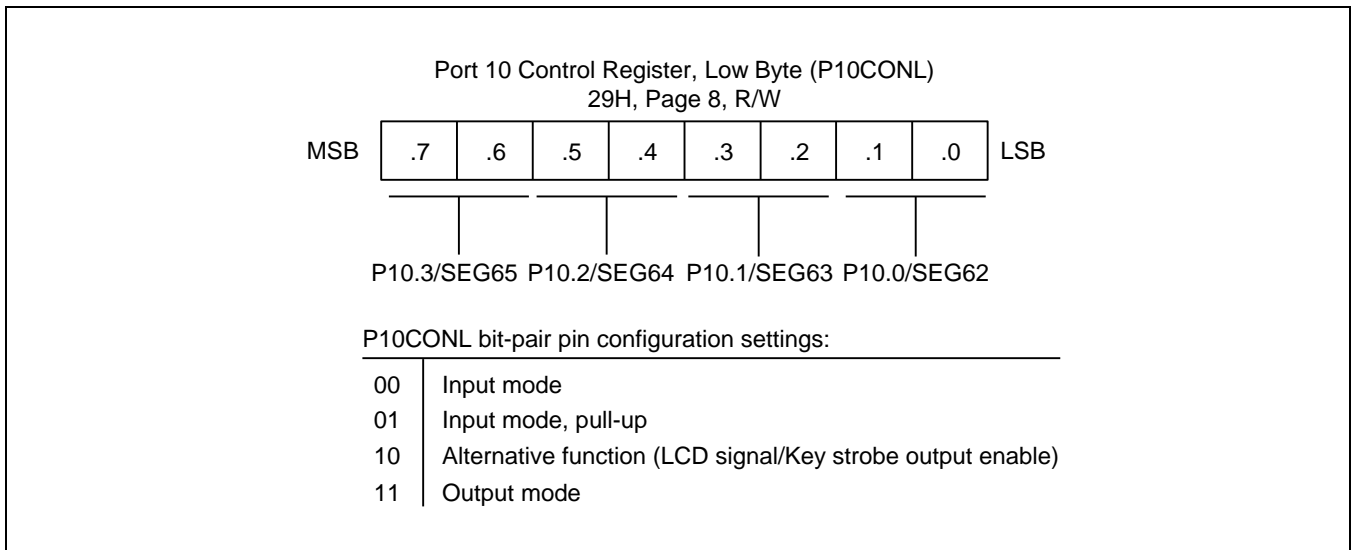 Port 10 Control Register, Low Byte (P10CONL)
29H, Page 8, R/W
MSB .7 .6 .5 .4 .3 .2 .1 .0 LSB
P10.3/SEG65 P10.2/SEG64 P10.1/SEG63 P10.0/SEG62
P10CONL bit-pair pin configuration settings:
00 Input mode
01 Input mode, pull-up
10 Alternative function (LCD signal/Key strobe output enable)
11 Output mode